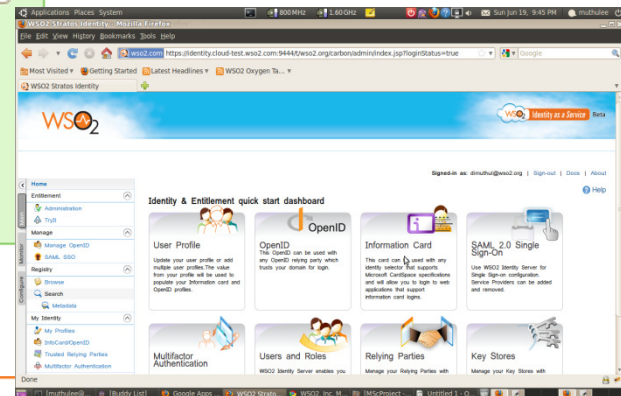 Applications Places System
800 MHz
1.60 GHz
Sun Jun 19, 9:45 PM
muthulee
WSO2 Stratos Identity - Mozilla Firefox
File Edit View History Bookmarks Tools Help
wso2.com https://identity.cloud-test.wso2.com:9444/t/wso2.org/carbon/admin/index.jsp?loginStatus=true
Google
Most Visited Getting Started Latest Headlines WSO2 Oxygen Ta...
WSO2 Stratos Identity
WSO2
WSO2 Identity as a Service Beta
Signed-in as: dimuthul@wso2.org | Sign-out | Docs | About
Help
Main
Monitor
Configure
Home
Entitlement
Administration
TryIt
Manage
Manage OpenID
SAML SSO
Registry
Browse
Search
Metadata
My Identity
My Profiles
InfoCard/OpenID
Trusted Relying Parties
Multifactor Authentication
Identity & Entitlement quick start dashboard
User Profile
Update your user profile or add
multiple user profiles.The value
from your profile will be used to
populate your Information card and
OpenID profiles.
OpenID
OpenID
This OpenID can be used with
any OpenID relying party which
trusts your domain for login.
Information Card
This card can be used with any
identity selector that supports
Microsoft CardSpace specifications
and will allow you to login to web
applications that support
information card logins.
SAML 2.0 Single
Sign-On
Use WSO2 Identity Server for
Single Sign-on configuration.
Service Providers can be added
and removed.
Multifactor
Authentication
Users and Roles
WSO2 Identity Server enables you
Relying Parties
Manage your Relying Parties with
Key Stores
Manage your Key Stores with
Done
[muthulee@...
[Buddy List]
Google Apps
WSO2 Strato...
WSO2, Inc. M...
[MScProject - ...
Untitled 1 - O...